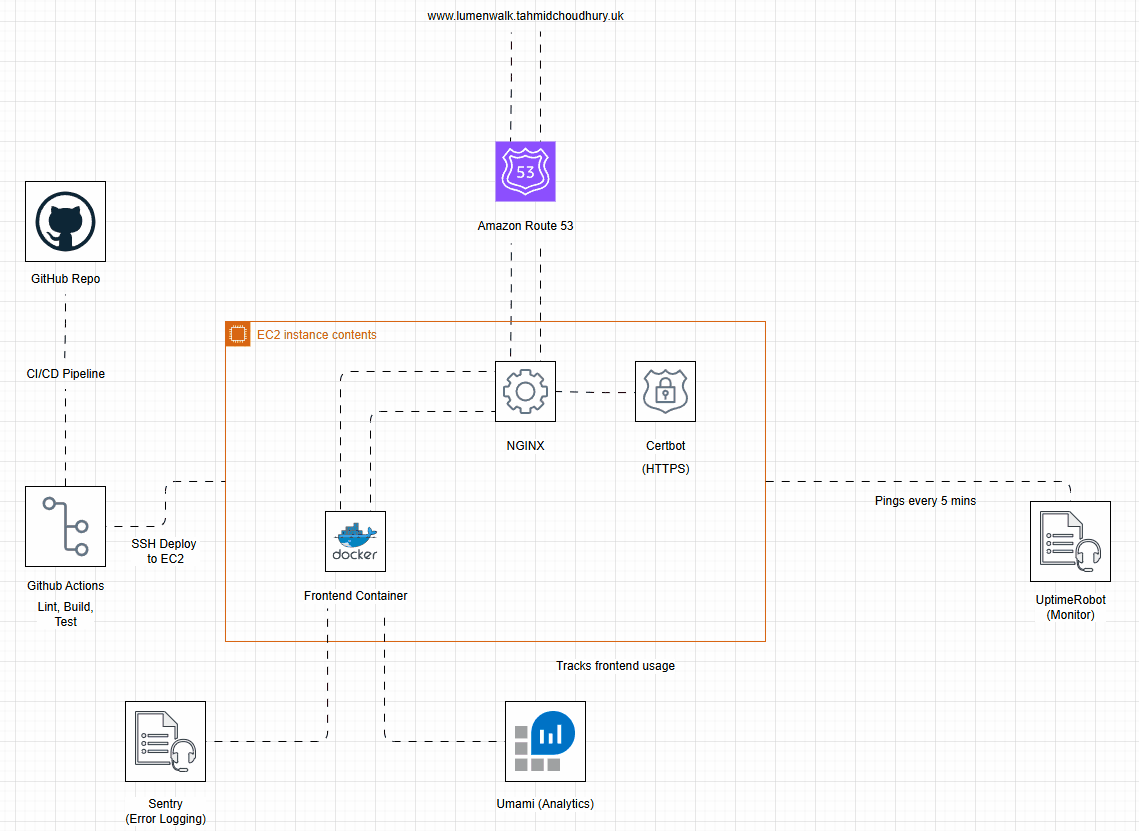 www.lumenwalk.tahmidchoudhury.uk
53
Amazon Route 53
GitHub Repo
EC2 instance contents
CI/CD Pipeline
NGINX
Certbot
(HTTPS)
Pings every 5 mins
SSH Deploy
to EC2
docker
Github Actions
Lint, Build,
Test
Frontend Container
UptimeRobot
(Monitor)
Tracks frontend usage
Sentry
(Error Logging)
Umami (Analytics)